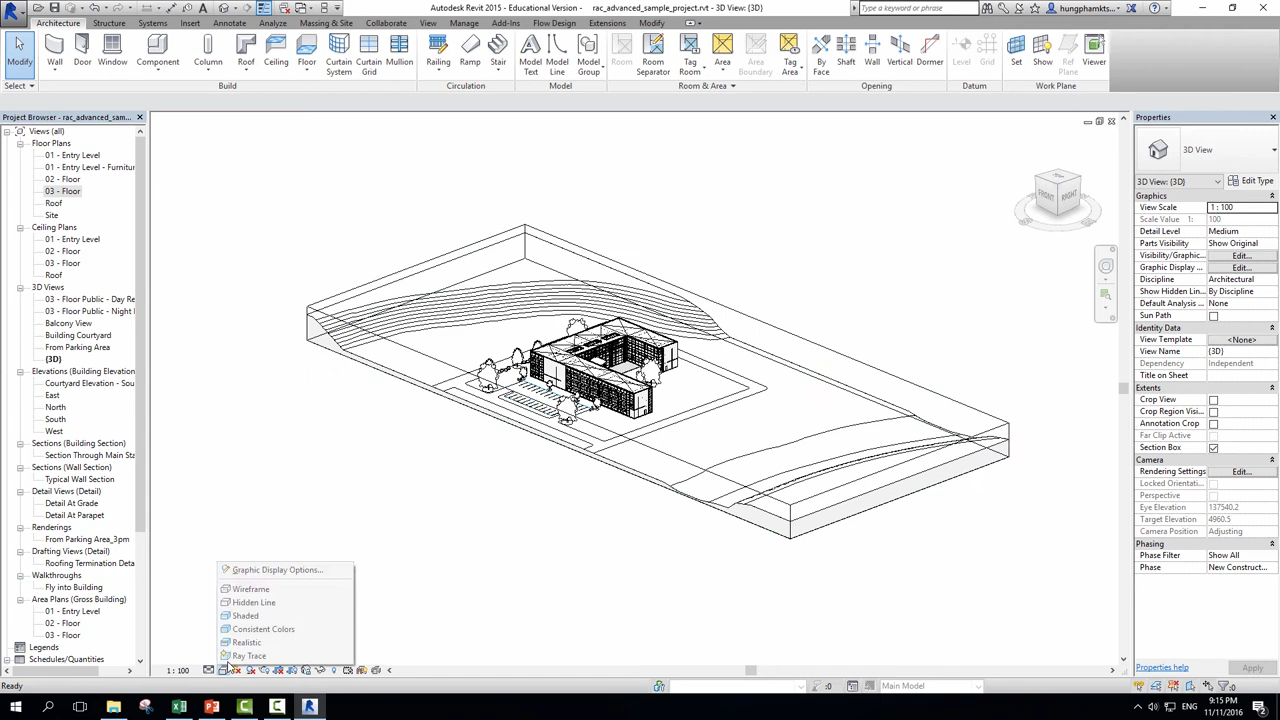 Autodesk Revit 2015 - Educational Version - rac_advanced_sample_project.rvt - 3D View: {3D}
Type a keyword or phrase
hungphamkts...
Architecture Structure Systems Insert Annotate Analyze Massing & Site Collaborate View Manage Add-Ins Flow Design Extensions Modify
Modify Wall Door Window Component Column Roof Ceiling Floor Curtain System Curtain Grid Mullion Railing Ramp Stair Model Text Model Line Model Group Room Room Separator Tag Room Area Area Boundary Tag Area By Face Shaft Wall Vertical Dormer Level Grid Set Show Ref Plane Viewer
Select Build Circulation Model Room & Area Opening Datum Work Plane
Project Browser - rac_advanced_sam...
Views (all)
Floor Plans
01 - Entry Level
01 - Entry Level - Furnitur
02 - Floor
03 - Floor
Roof
Site
Ceiling Plans
01 - Entry Level
02 - Floor
03 - Floor
Roof
3D Views
03 - Floor Public - Day Re
03 - Floor Public - Night I
Balcony View
Building Courtyard
From Parking Area
{3D}
Elevations (Building Elevation)
Courtyard Elevation - Sou
East
North
South
West
Sections (Building Section)
Section Through Main Sta
Sections (Wall Section)
Typical Wall Section
Detail Views (Detail)
Detail At Grade
Detail At Parapet
Renderings
From Parking Area_3pm
Drafting Views (Detail)
Roofing Termination Deta
Walkthroughs
Fly into Building
Area Plans (Gross Building)
01 - Entry Level
02 - Floor
03 - Floor
Legends
Schedules/Quantities
TOP
FRONT RIGHT
Graphic Display Options...
Wireframe
Hidden Line
Shaded
Consistent Colors
Realistic
Ray Trace
1 : 100
Properties
3D View
3D View: {3D} Edit Type
Graphics
View Scale 1 : 100
Scale Value 1: 100
Detail Level Medium
Parts Visibility Show Original
Visibility/Graphic... Edit...
Graphic Display ... Edit...
Discipline Architectural
Show Hidden Lin... By Discipline
Default Analysis ... None
Sun Path
Identity Data
View Template <None>
View Name {3D}
Dependency Independent
Title on Sheet
Extents
Crop View
Crop Region Visi...
Annotation Crop
Far Clip Active
Section Box
Camera
Rendering Settings Edit...
Locked Orientati...
Perspective
Eye Elevation 137540.2
Target Elevation 4960.5
Camera Position Adjusting
Phasing
Phase Filter Show All
Phase New Construct...
Properties help Apply
Ready
:0 Main Model :0
ENG 9:15 PM
11/11/2016